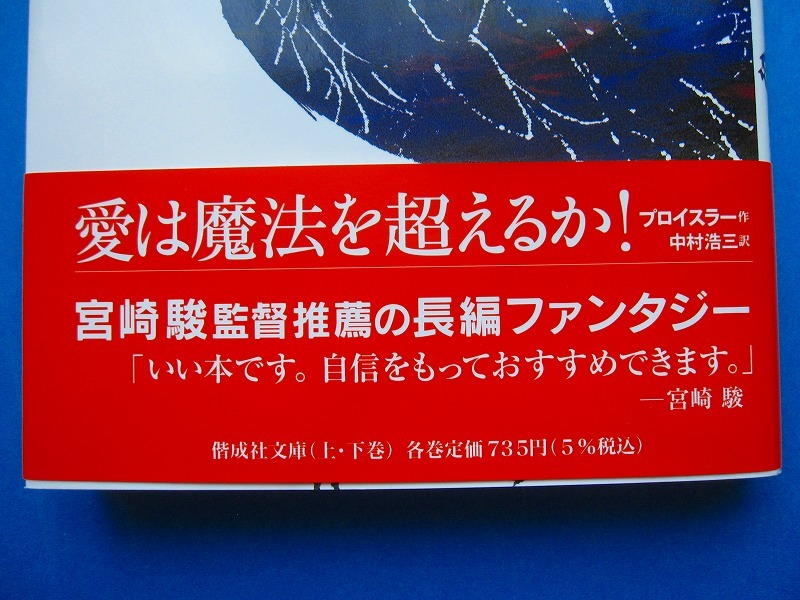 愛は魔法を超えるか！
プロイスラー作
中村浩三訳
宮崎駿監督推薦の長編ファンタジー
「いい本です。自信をもっておすすめできます。」
—宮崎 駿
偕成社文庫(上・下巻) 各巻定価735円(5%税込)